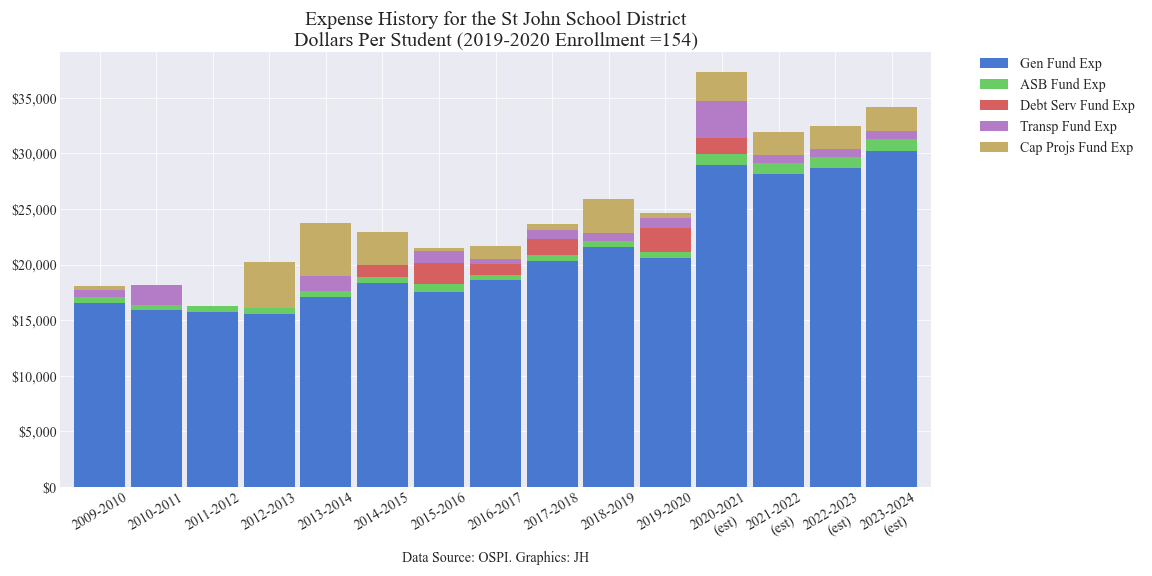 Expense History for the St John School District
Dollars Per Student (2019-2020 Enrollment =154)
Gen Fund Exp
ASB Fund Exp
Debt Serv Fund Exp
Transp Fund Exp
Cap Projs Fund Exp
$35,000
$30,000
$25,000
$20,000
$15,000
$10,000
$5,000
$0
2009-2010
2010-2011
2011-2012
2012-2013
2013-2014
2014-2015
2015-2016
2016-2017
2017-2018
2018-2019
2019-2020
2020-2021
(est)
2021-2022
(est)
2022-2023
(est)
2023-2024
(est)
Data Source: OSPI. Graphics: JH